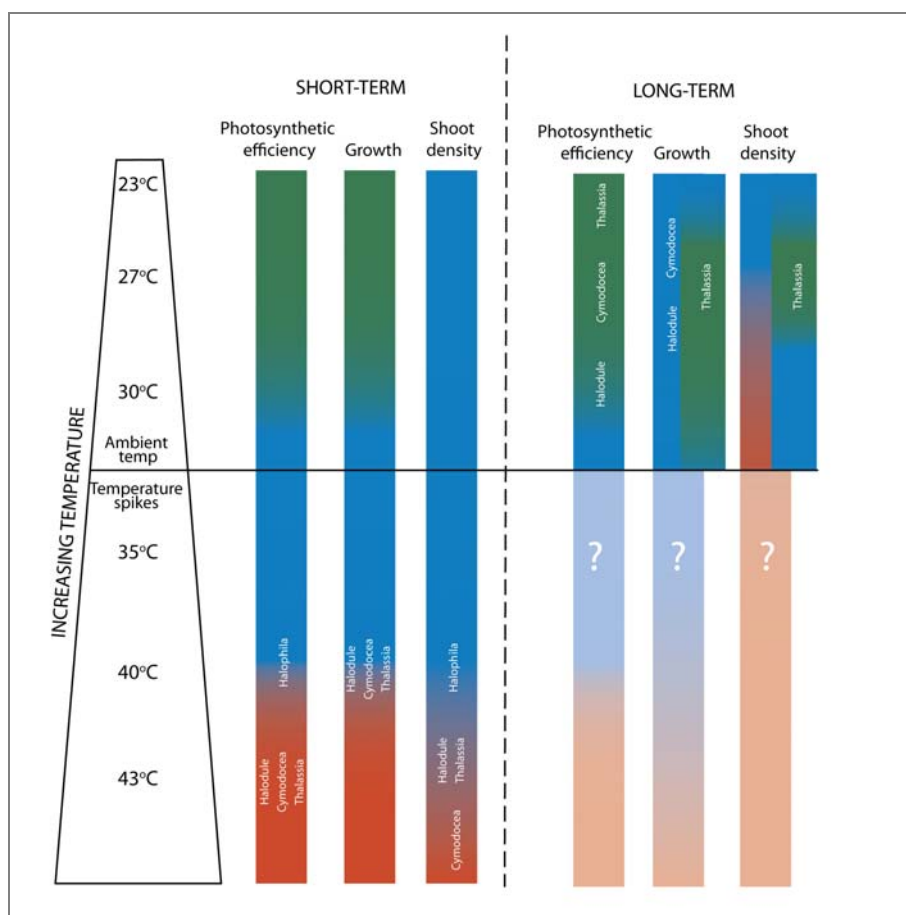 SHORT-TERM
LONG-TERM
Photosynthetic
efficiency
Growth
Shoot
density
Photosynthetic
efficiency
Growth
Shoot
density
INCREASING TEMPERATURE
23°C
27°C
30°C
Ambient
temp
Temperature
spikes
35°C
40°C
43°C
Halophila
Halodule
Cymodocea
Thalassia
Halodule
Cymodocea
Thalassia
Halophila
Halodule
Thalassia
Cymodocea
Thalassia
Cymodocea
Halodule
Cymodocea
Halodule
Thalassia
Thalassia
?
?
?